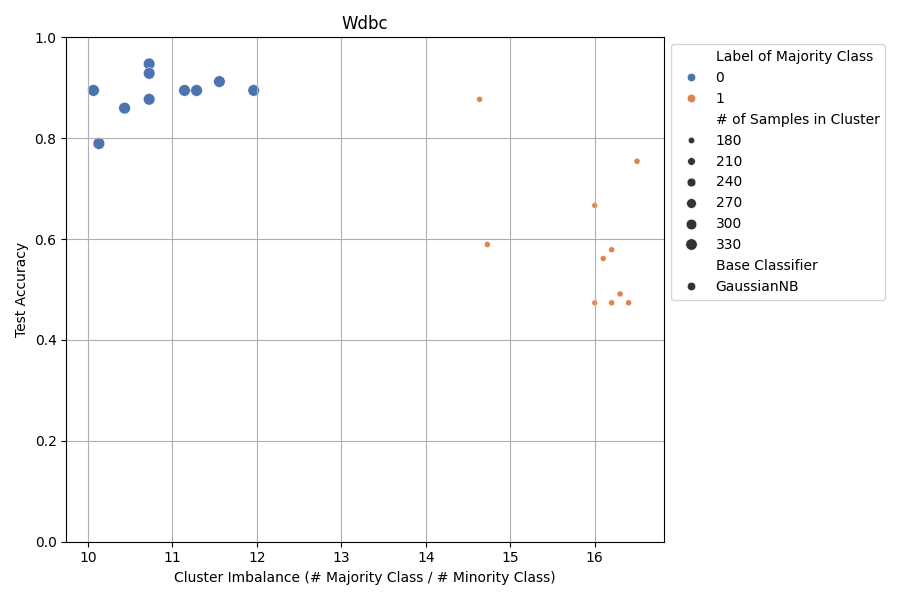 Wdbc
1.0
0.8
0.6
0.4
0.2
0.0
Test Accuracy
10 11 12 13 14 15 16
Cluster Imbalance (# Majority Class / # Minority Class)
Label of Majority Class
0
1
# of Samples in Cluster
180
210
240
270
300
330
Base Classifier
GaussianNB